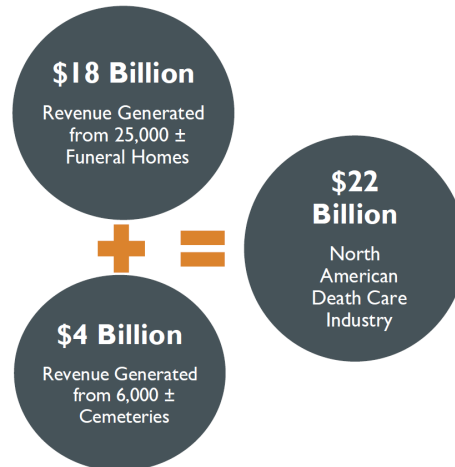 $18 Billion
Revenue Generated
from 25,000 ±
Funeral Homes
+
=
$4 Billion
Revenue Generated
from 6,000 ±
Cemeteries
$22
Billion
North
American
Death Care
Industry